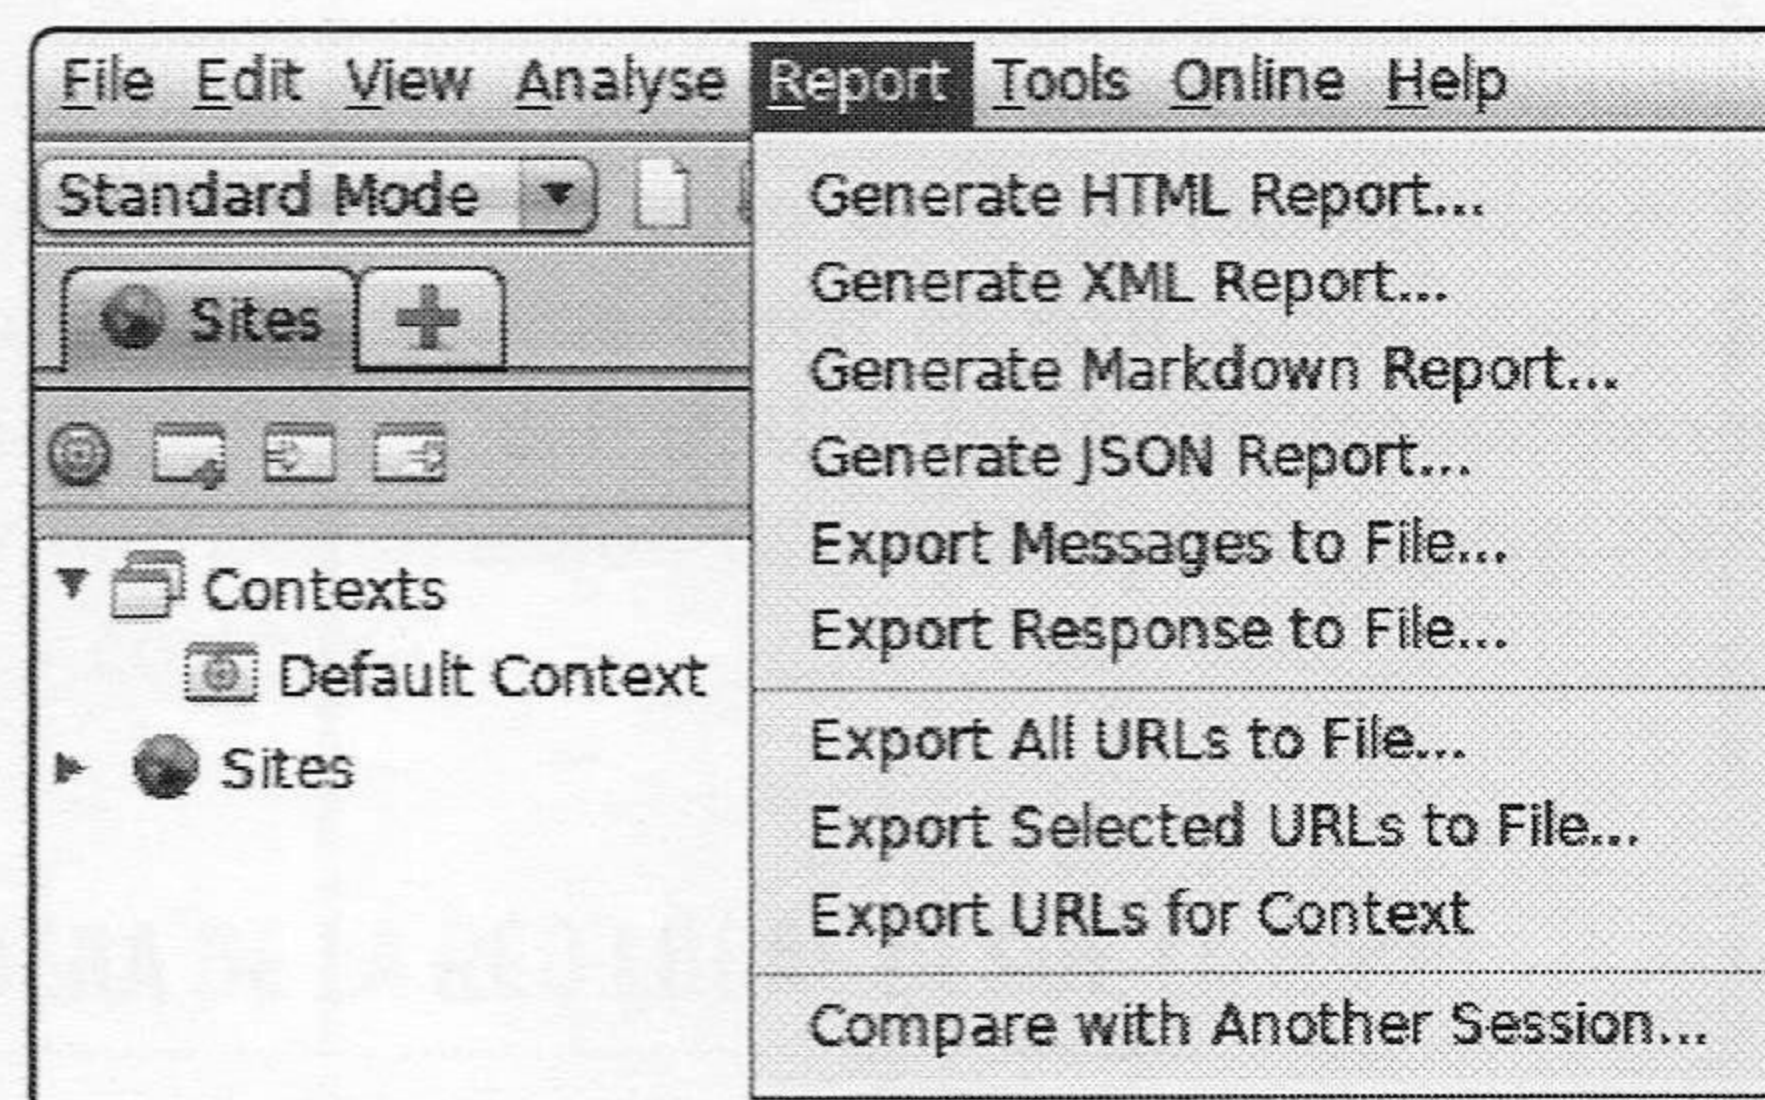 File Edit View Analyse Report Tools Online Help
Standard Mode
Sites
Contexts
Default Context
Sites
Generate HTML Report...
Generate XML Report...
Generate Markdown Report...
Generate JSON Report...
Export Messages to File...
Export Response to File...
Export All URLs to File...
Export Selected URLs to File...
Export URLs for Context
Compare with Another Session...